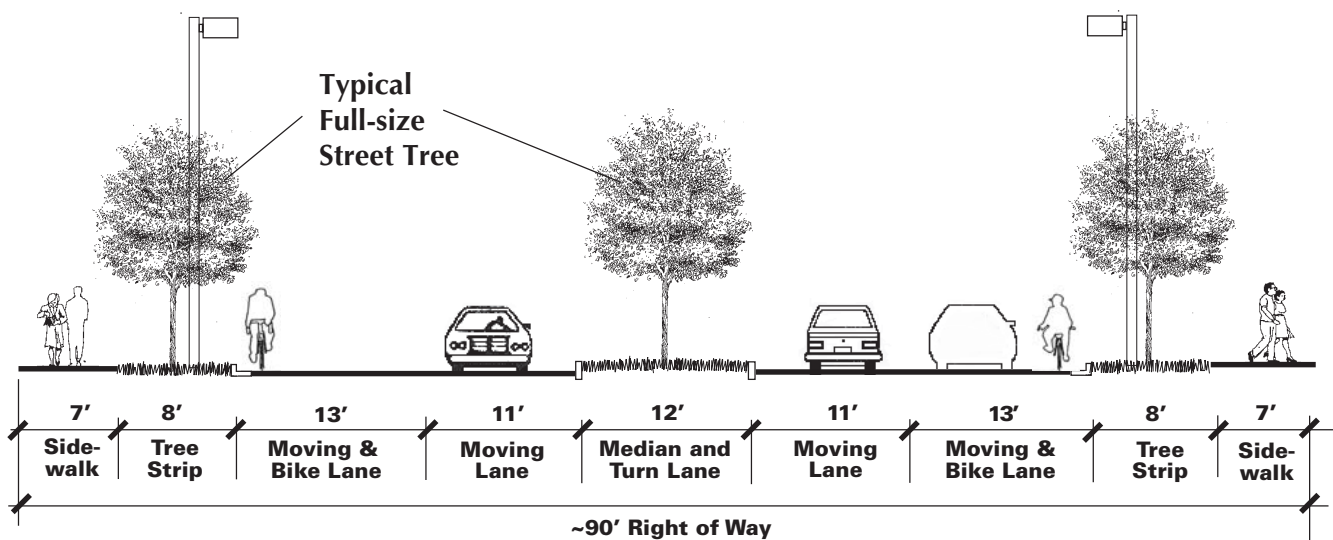 Typical
Full-size
Street Tree
7’ 8’ 13’ 11’ 12’ 11’ 13’ 8’ 7’
Side- Tree Moving & Moving Median and Moving Moving & Tree Side-
walk Strip Bike Lane Lane Turn Lane Lane Bike Lane Strip walk
~90’ Right of Way